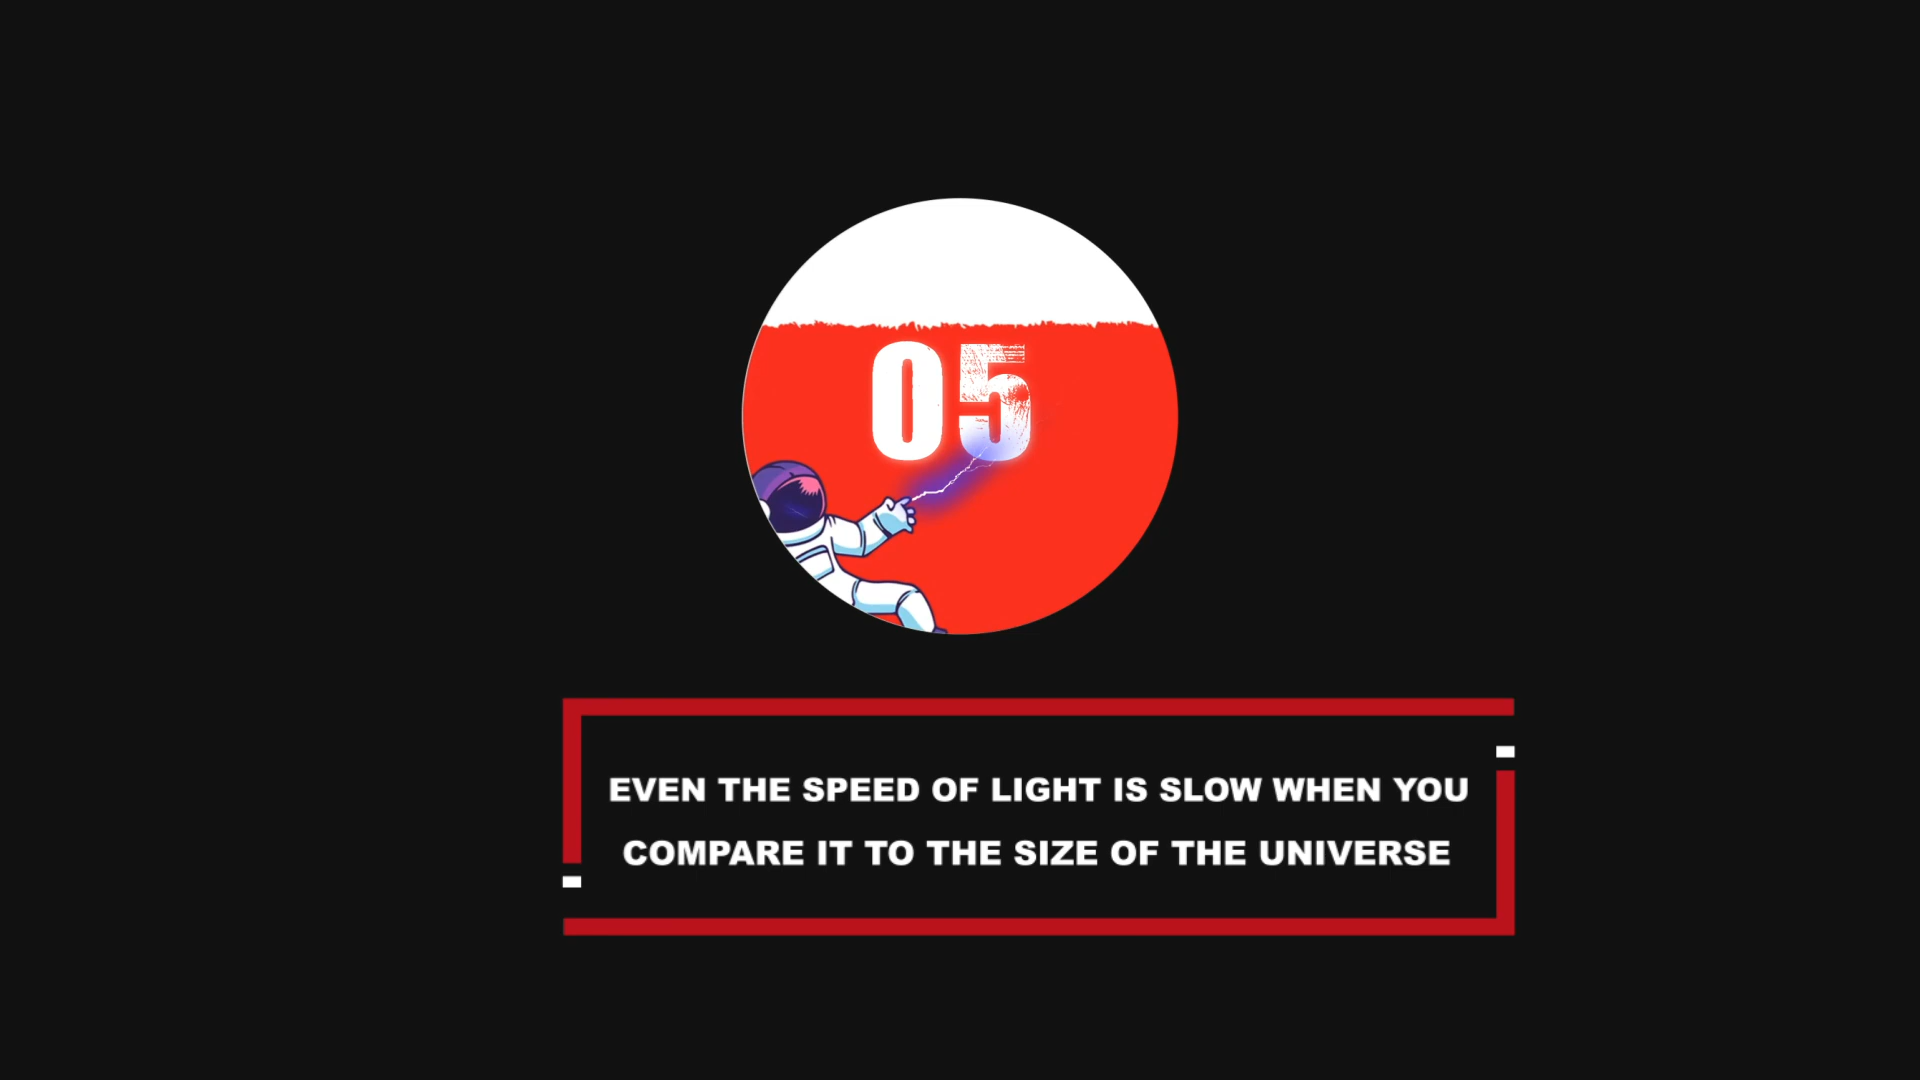 05
EVEN THE SPEED OF LIGHT IS SLOW WHEN YOU
COMPARE IT TO THE SIZE OF THE UNIVERSE